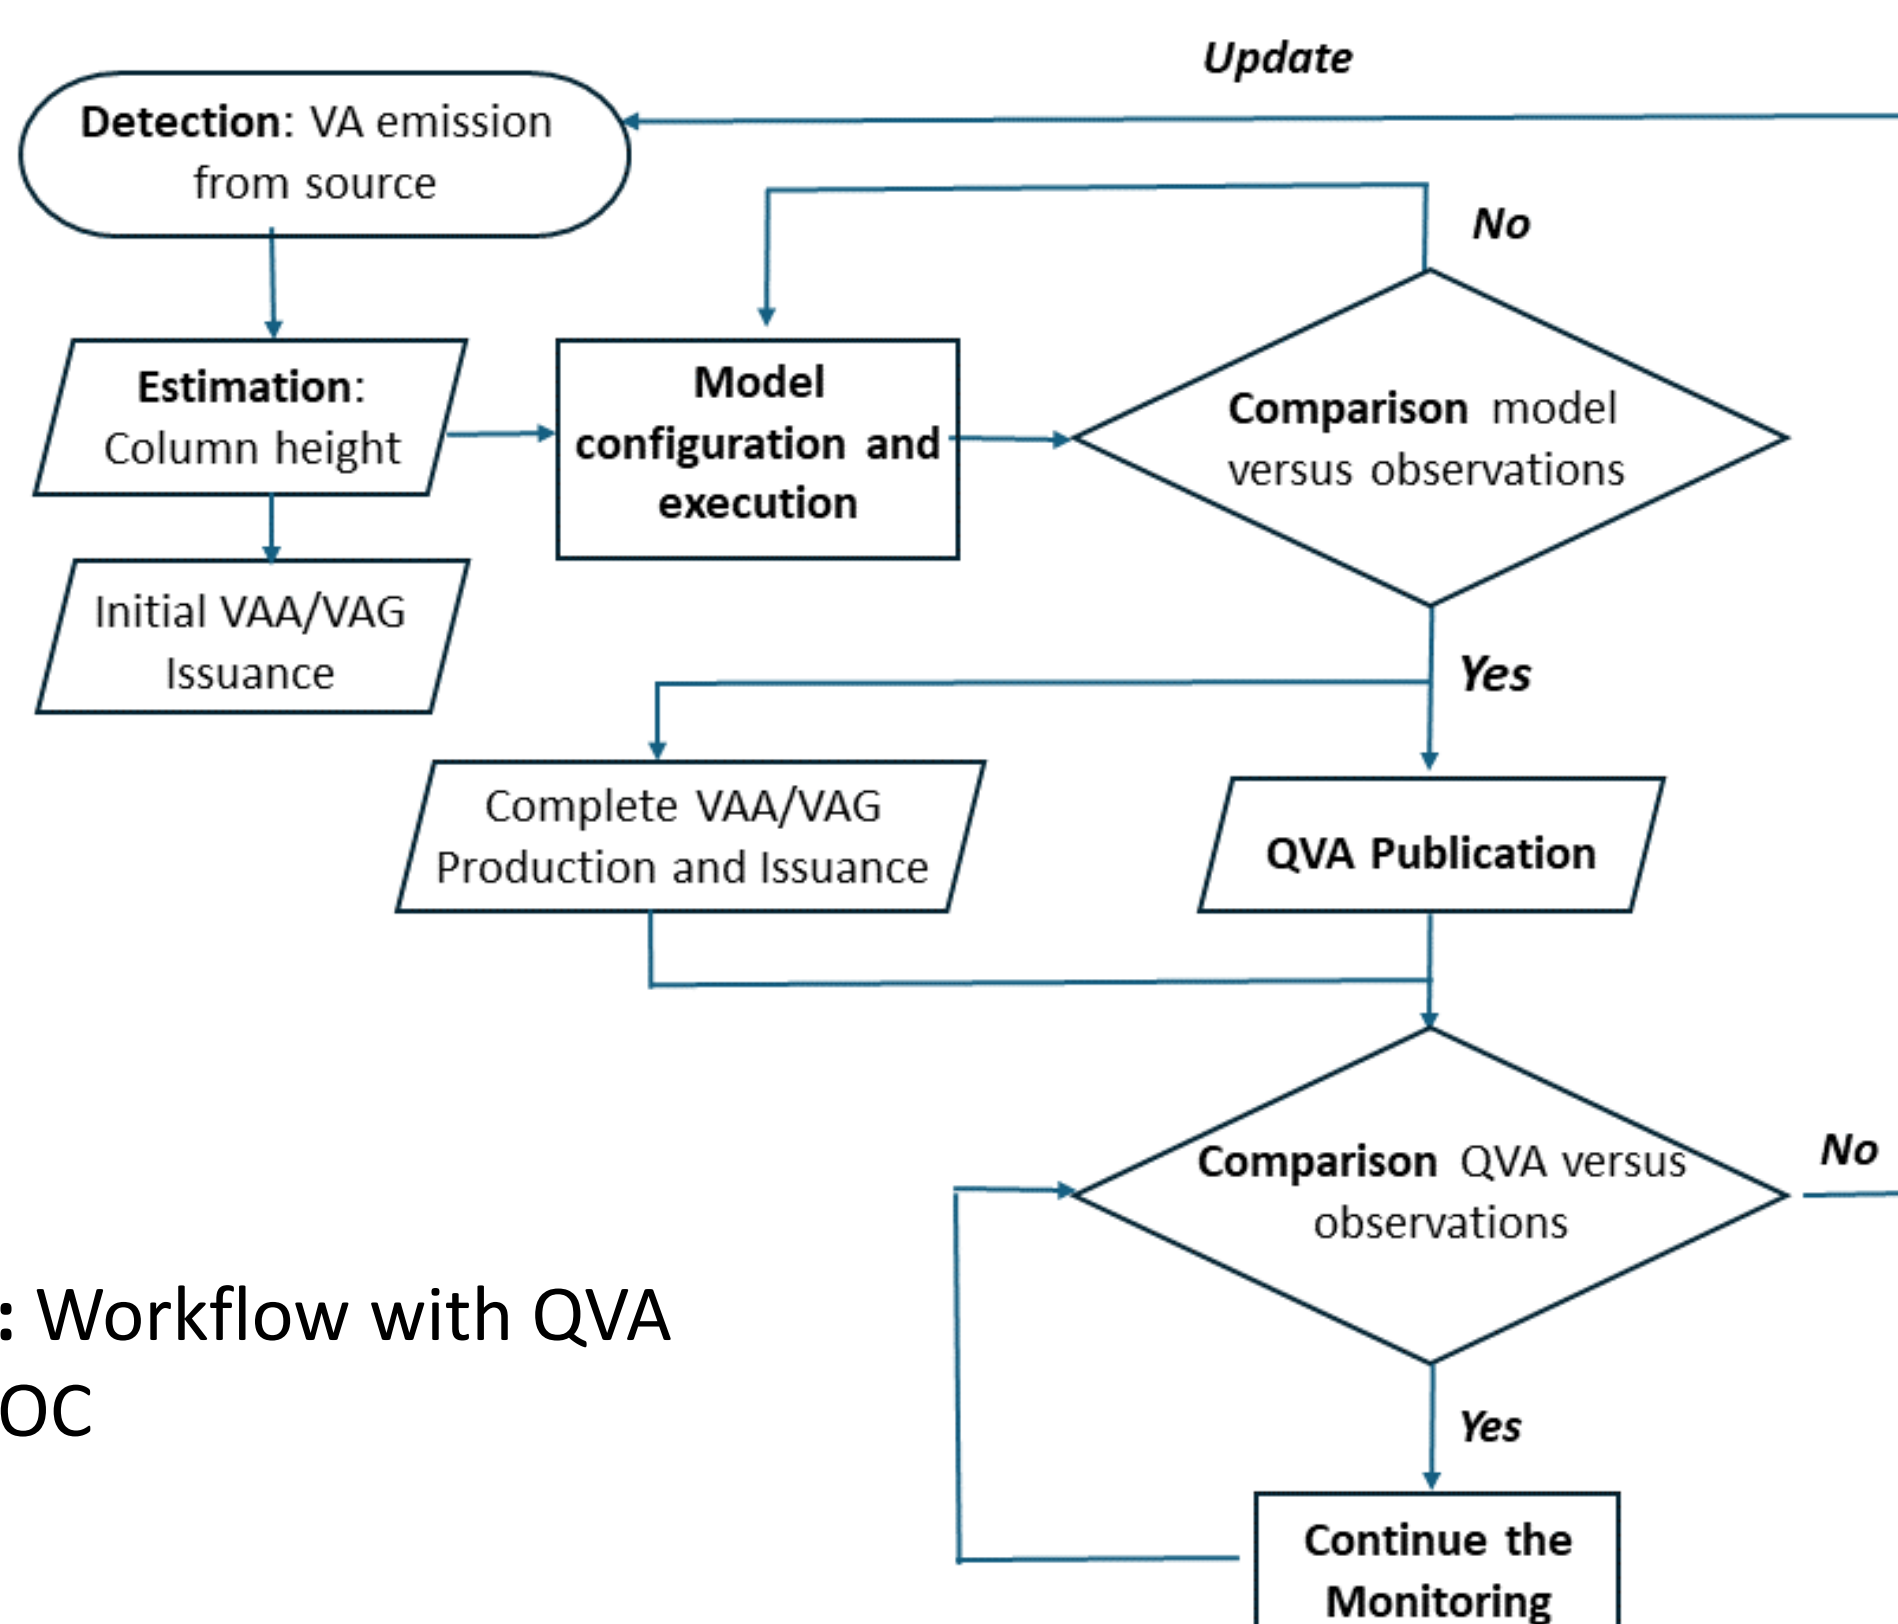 Update
Detection: VA emission
from source
No
Estimation:
Column height
Model
configuration and
execution
Comparison model
versus observations
Initial VAA/VAG
Issuance
Yes
Complete VAA/VAG
Production and Issuance
QVA Publication
Comparison QVA versus
observations
No
: Workflow with QVA
OC
Yes
Continue the
Monitoring